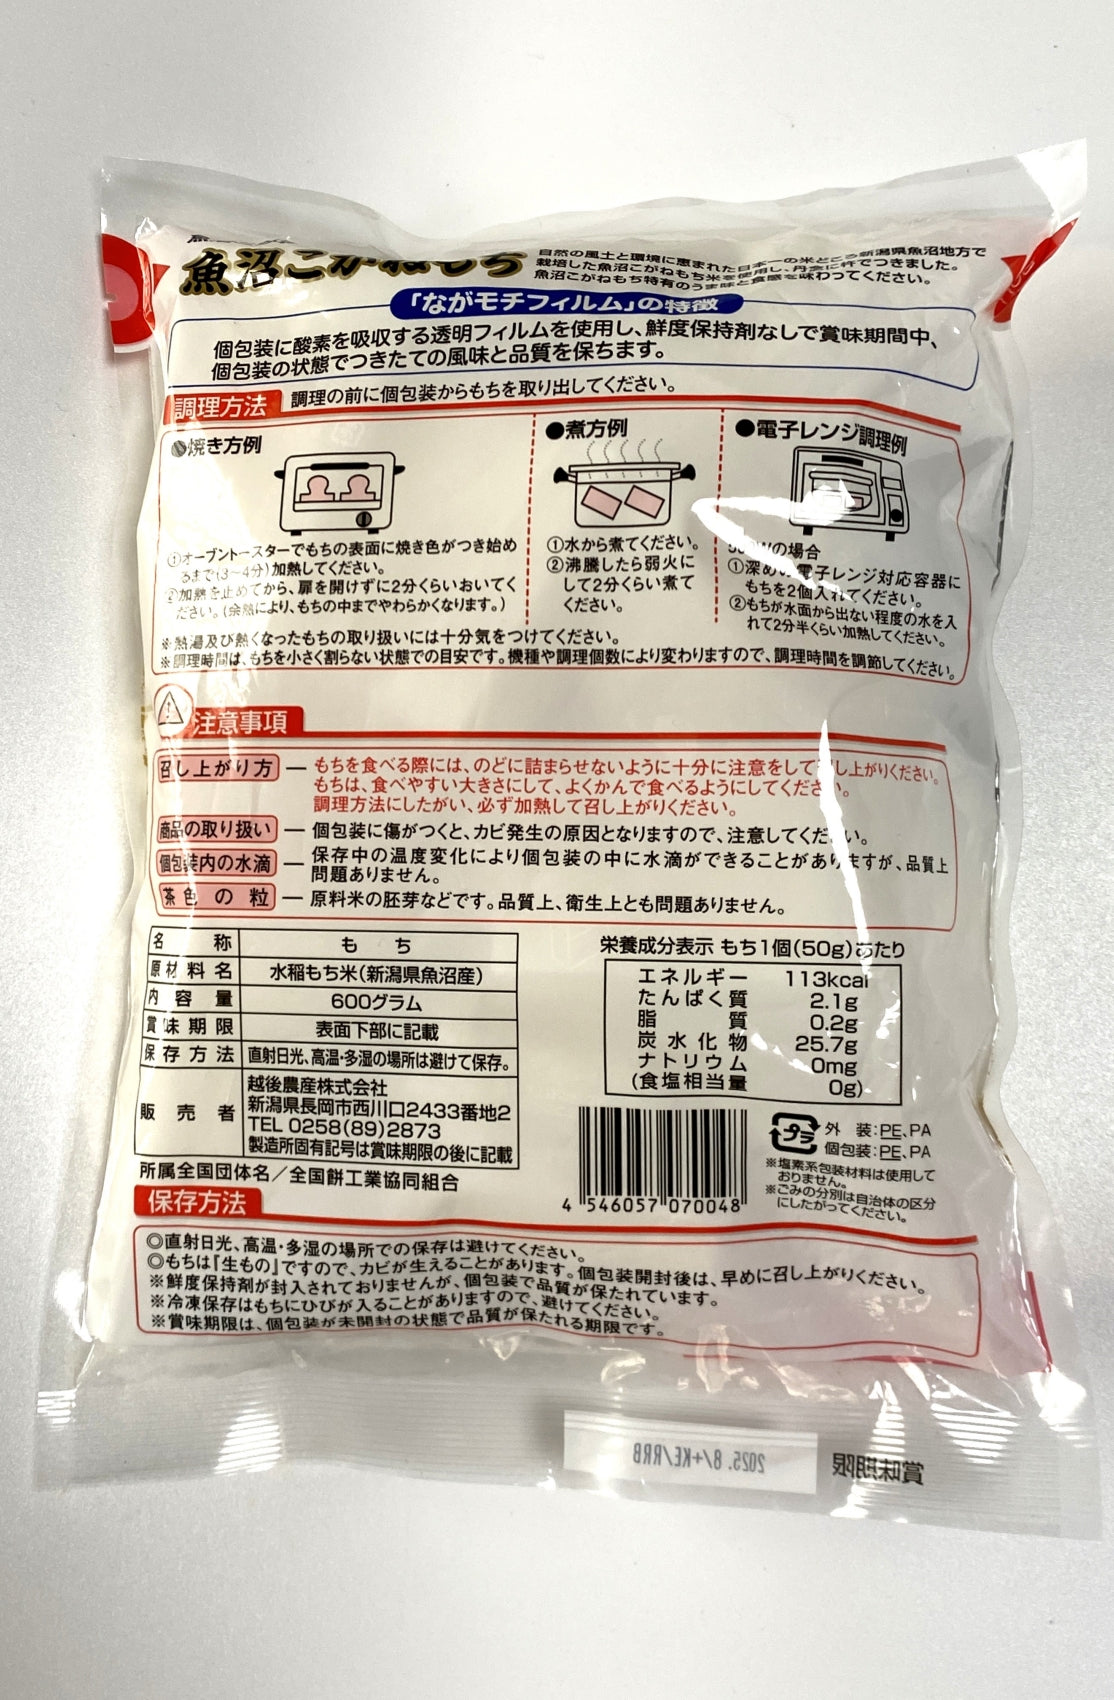 魚沼こがねもち
自然の風土と環境に恵まれた日本一の米どころ新潟県魚沼地方で
栽培した魚沼こがねもち米を使用し、丹念に杵でつきました。
魚沼こがねもち特有のうま味と食感を味わってください。
「ながモチフィルム」の特徴
個包装に酸素を吸収する透明フィルムを使用し、鮮度保持剤なしで賞味期間中、
個包装の状態でつきたての風味と品質を保ちます。
調理方法 調理の前に個包装からもちを取り出してください。
●焼き方例
①オーブントースターでもちの表面に焼き色がつき始め
るまで(3〜4分)加熱してください。
②加熱を止めてから、扉を開けずに2分くらいおいてく
ださい。(余熱により、もちの中までやわらかくなります。)
●煮方例
①水から煮てください。
②沸騰したら弱火に
して2分くらい煮て
ください。
●電子レンジ調理例
500Wの場合
①深めの電子レンジ対応容器に
もちを2個入れてください。
②もちが水面から出ない程度の水を入
れて2分半くらい加熱してください。
※熱湯及び熱くなったもちの取り扱いには十分気をつけてください。
※調理時間は、もちを小さく割らない状態での目安です。機種や調理個数により変わりますので、調理時間を調節してください。
注意事項
召し上がり方 — もちを食べる際には、のどに詰まらせないように十分に注意をして召し上がりください。
もちは、食べやすい大きさにして、よくかんで食べるようにしてください。
調理方法にしたがい、必ず加熱して召し上がりください。
商品の取り扱い — 個包装に傷がつくと、カビ発生の原因となりますので、注意してください。
個包装内の水滴 — 保存中の温度変化により個包装の中に水滴ができることがありますが、品質上
問題ありません。
茶色の粒 — 原料米の胚芽などです。品質上、衛生上とも問題ありません。
名称 もち
原材料名 水稲もち米(新潟県魚沼産)
内容量 600グラム
賞味期限 表面下部に記載
保存方法 直射日光、高温・多湿の場所は避けて保存。
販売者 越後農産株式会社
新潟県長岡市西川口2433番地2
TEL 0258(89)2873
製造所固有記号は賞味期限の後に記載
所属全国団体名/全国餅工業協同組合
栄養成分表示 もち1個(50g)あたり
エネルギー 113kcal
たんぱく質 2.1g
脂質 0.2g
炭水化物 25.7g
ナトリウム 0mg
(食塩相当量 0g)
4 546057 070048
プラ
外装:PE、PA
個包装:PE、PA
※塩素系包装材料は使用して
おりません。
※ごみの分別は自治体の区分
にしたがってください。
保存方法
◎直射日光、高温・多湿の場所での保存は避けてください。
◎もちは『生もの』ですので、カビが生えることがあります。個包装開封後は、早めに召し上がりください。
※鮮度保持剤が封入されておりませんが、個包装で品質が保たれています。
※冷凍保存はもちにひびが入ることがありますので、避けてください。
※賞味期限は、個包装が未開封の状態で品質が保たれる期限です。
賞味期限 2025. 8/+KE/RRB